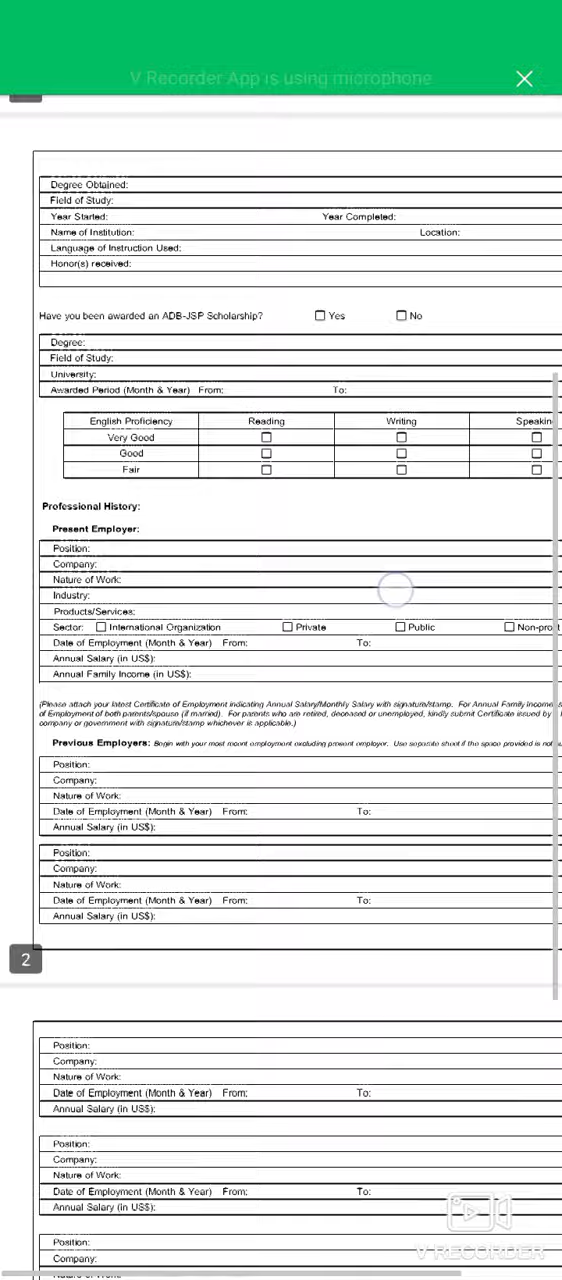 V Recorder App is using microphone
Degree Obtained:
Field of Study:
Year Started: Year Completed:
Name of Institution: Location:
Language of Instruction Used:
Honor(s) received:
Have you been awarded an ADB-JSP Scholarship? Yes No
Degree:
Field of Study:
University:
Awarded Period (Month & Year) From: To:
English Proficiency Reading Writing Speakin
Very Good
Good
Fair
Professional History:
Present Employer:
Position:
Company:
Nature of Work:
Industry:
Products/Services:
Sector: International Organization Private Public Non-profit
Date of Employment (Month & Year) From: To:
Annual Salary (in US$):
Annual Family Income (in US$):
(Please attach your latest Certificate of Employment indicating Annual Salary/Monthly Salary with signature/stamp. For Annual Family Income
of Employment of both parents/spouse (if married). For parents who are retired, deceased or unemployed, kindly submit Certificate issued by
company or government with signature/stamp whichever is applicable.)
Previous Employers: Begin with your most recent employment excluding present employer. Use separate sheet if the space provided is not
Position:
Company:
Nature of Work:
Date of Employment (Month & Year) From: To:
Annual Salary (in US$):
Position:
Company:
Nature of Work:
Date of Employment (Month & Year) From: To:
Annual Salary (in US$):
2
Position:
Company:
Nature of Work:
Date of Employment (Month & Year) From: To:
Annual Salary (in US$):
Position:
Company:
Nature of Work:
Date of Employment (Month & Year) From: To:
Annual Salary (in US$):
Position:
Company:
Nature of Work:
V RECORDER